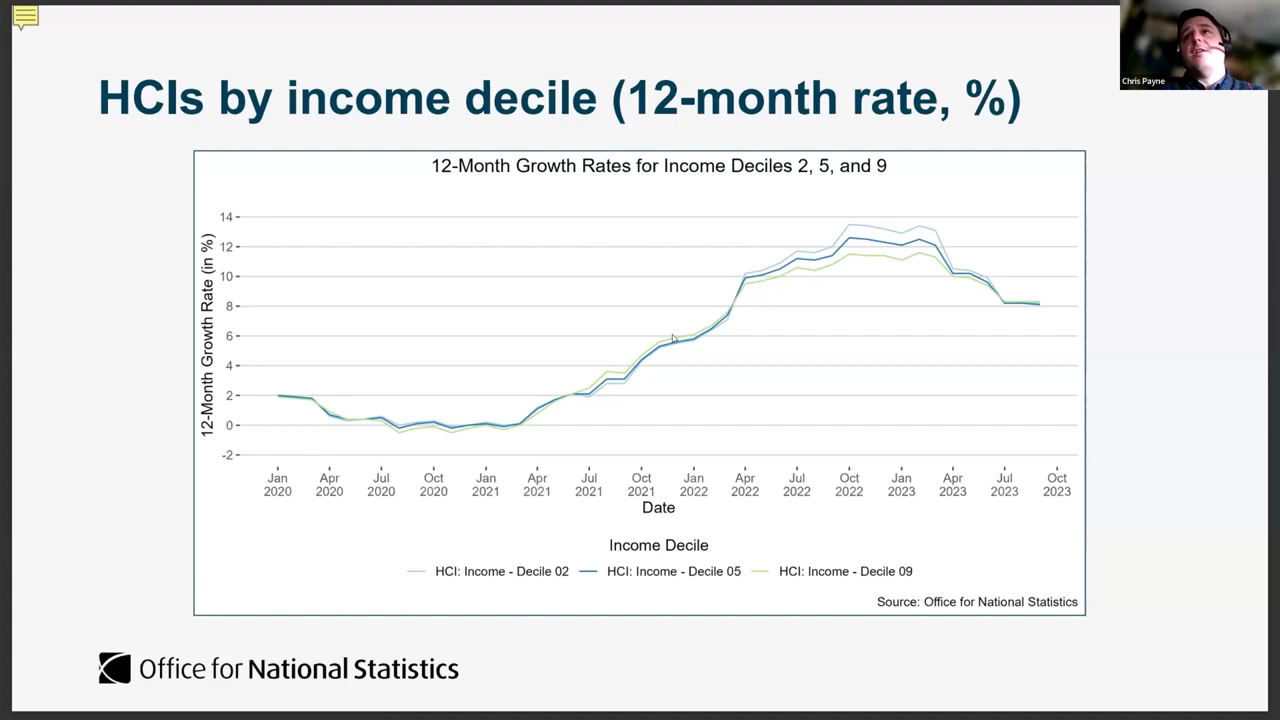 Chris Payne
HCIs by income decile (12-month rate, %)
12-Month Growth Rates for Income Deciles 2, 5, and 9
12-Month Growth Rate (in %)
14
12
10
8
6
4
2
0
-2
Jan Apr Jul Oct Jan Apr Jul Oct Jan Apr Jul Oct Jan Apr Jul Oct
2020 2020 2020 2020 2021 2021 2021 2021 2022 2022 2022 2022 2023 2023 2023 2023
Date
Income Decile
HCI: Income - Decile 02 HCI: Income - Decile 05 HCI: Income - Decile 09
Source: Office for National Statistics
Office for National Statistics